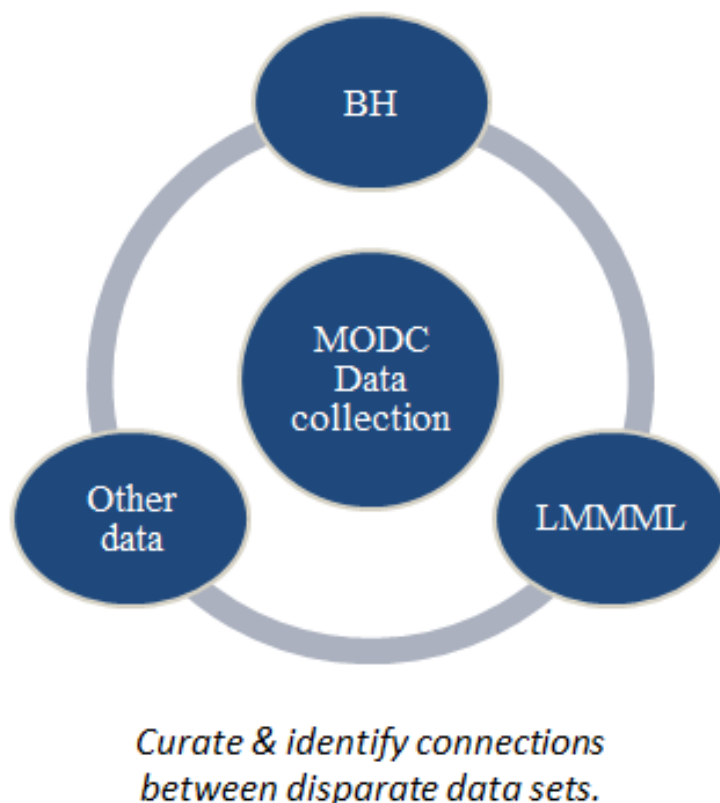 BH
MODC
Data
collection
Other
data
LMMML
Curate & identify connections
between disparate data sets.